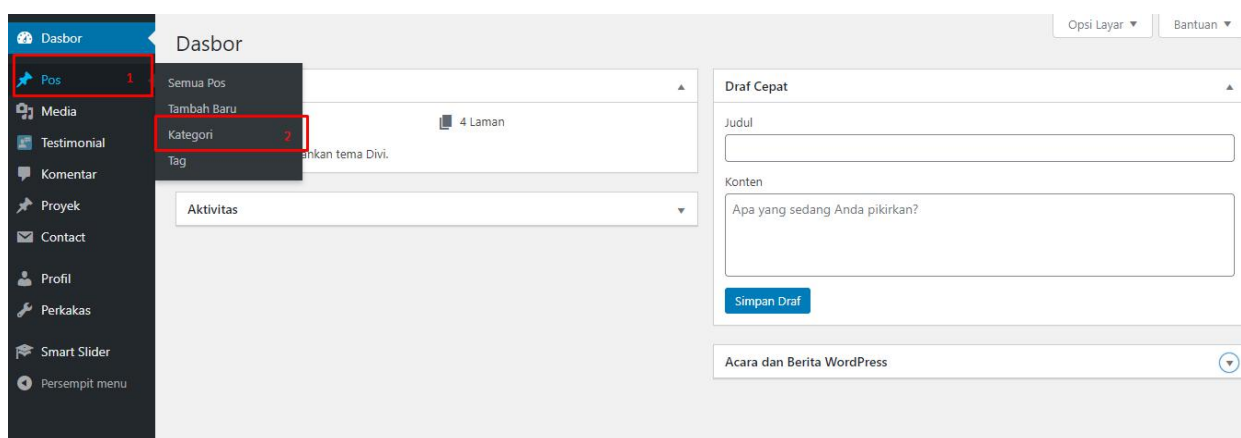 Opsi Layar ▼
Bantuan ▼
Dasbor
Pos 1
Media
Testimonial
Komentar
Proyek
Contact
Profil
Perkakas
Smart Slider
Persempit menu
Semua Pos
Tambah Baru
Kategori 2
Tag
Dasbor
4 Laman
tema Divi.
Aktivitas
Draf Cepat
Judul
Konten
Apa yang sedang Anda pikirkan?
Simpan Draf
Acara dan Berita WordPress